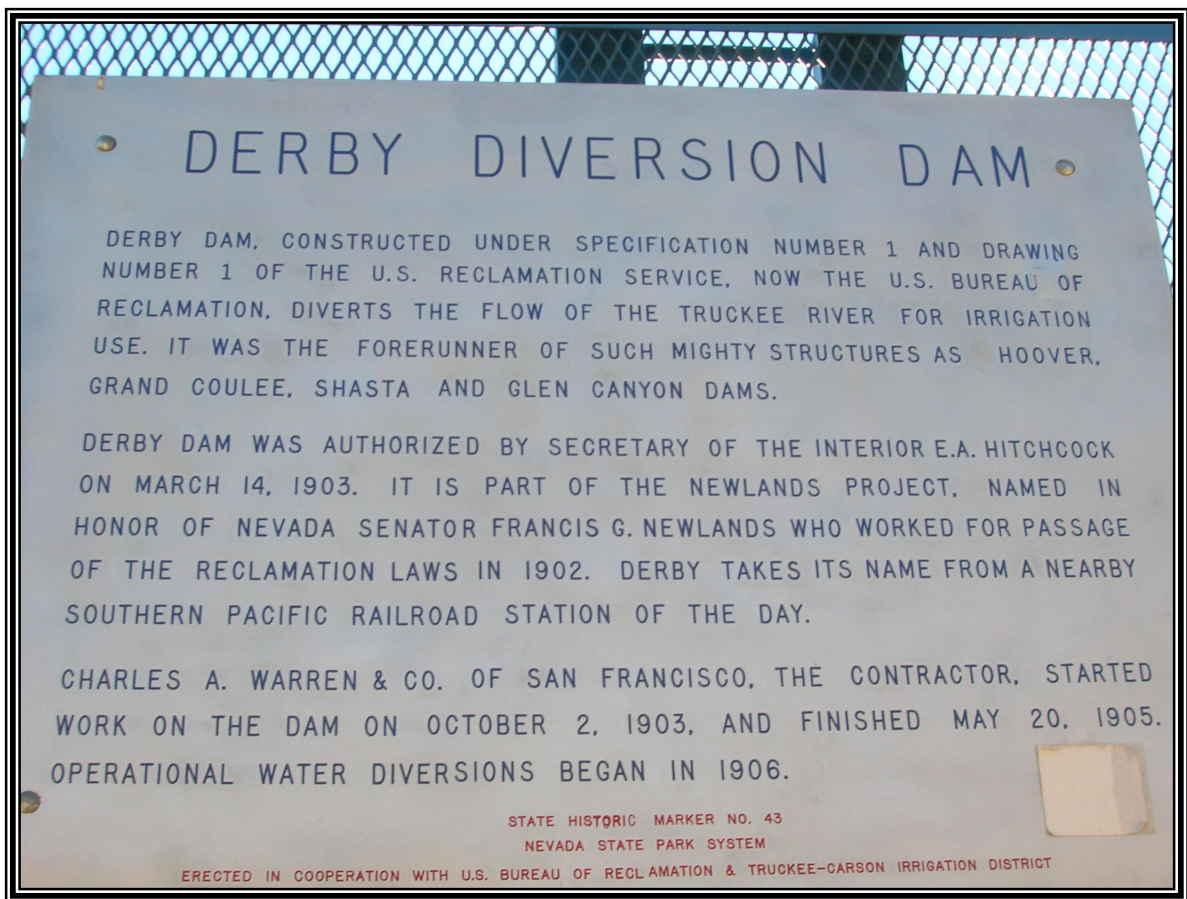 DERBY DIVERSION DAM
DERBY DAM, CONSTRUCTED UNDER SPECIFICATION NUMBER 1 AND DRAWING
NUMBER 1 OF THE U.S. RECLAMATION SERVICE, NOW THE U.S. BUREAU OF
RECLAMATION, DIVERTS THE FLOW OF THE TRUCKEE RIVER FOR IRRIGATION
USE. IT WAS THE FORERUNNER OF SUCH MIGHTY STRUCTURES AS HOOVER,
GRAND COULEE, SHASTA AND GLEN CANYON DAMS.
DERBY DAM WAS AUTHORIZED BY SECRETARY OF THE INTERIOR E.A. HITCHCOCK
ON MARCH 14, 1903. IT IS PART OF THE NEWLANDS PROJECT, NAMED IN
HONOR OF NEVADA SENATOR FRANCIS G. NEWLANDS WHO WORKED FOR PASSAGE
OF THE RECLAMATION LAWS IN 1902. DERBY TAKES ITS NAME FROM A NEARBY
SOUTHERN PACIFIC RAILROAD STATION OF THE DAY.
CHARLES A. WARREN & CO. OF SAN FRANCISCO, THE CONTRACTOR, STARTED
WORK ON THE DAM ON OCTOBER 2, 1903, AND FINISHED MAY 20, 1905.
OPERATIONAL WATER DIVERSIONS BEGAN IN 1906.
STATE HISTORIC MARKER NO. 43
NEVADA STATE PARK SYSTEM
ERECTED IN COOPERATION WITH U.S. BUREAU OF RECLAMATION & TRUCKEE-CARSON IRRIGATION DISTRICT